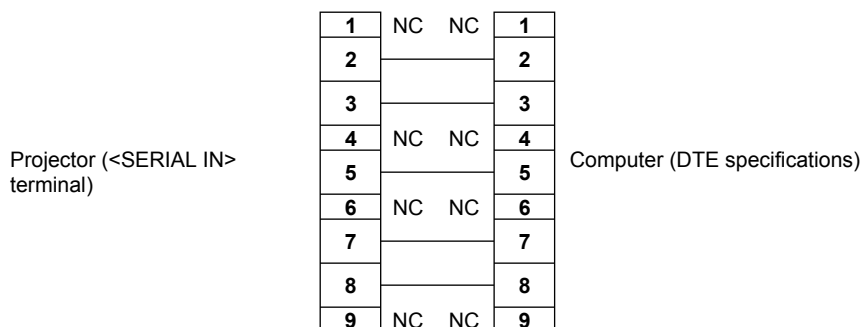 1 NC NC 1
2 2
3 3
4 NC NC 4
Projector (<SERIAL IN>
terminal)
5 5
Computer (DTE specifications)
6 NC NC 6
7 7
8 8
9 NC NC 9